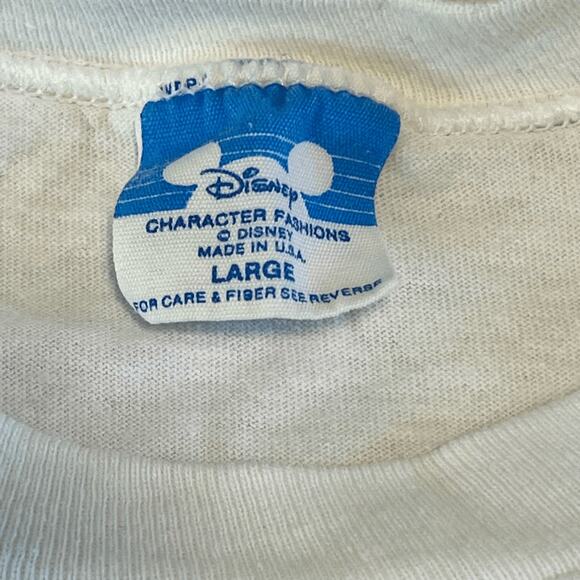 Disney
CHARACTER FASHIONS
© DISNEY
MADE IN U.S.A.
LARGE
FOR CARE & FIBER SEE REVERSE